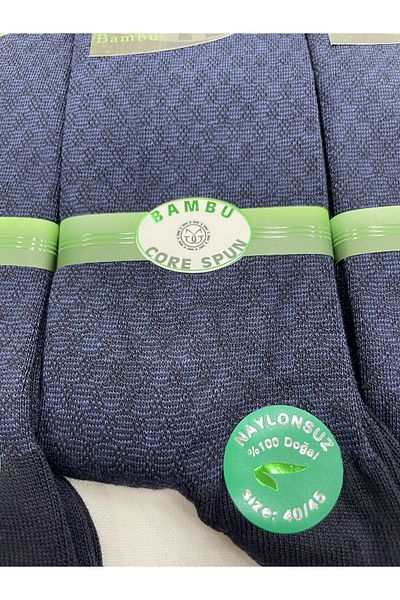 Bambu
BAMBU
CORE SPUN
NAYLONSUZ
%100 Doğal
size: 40/45